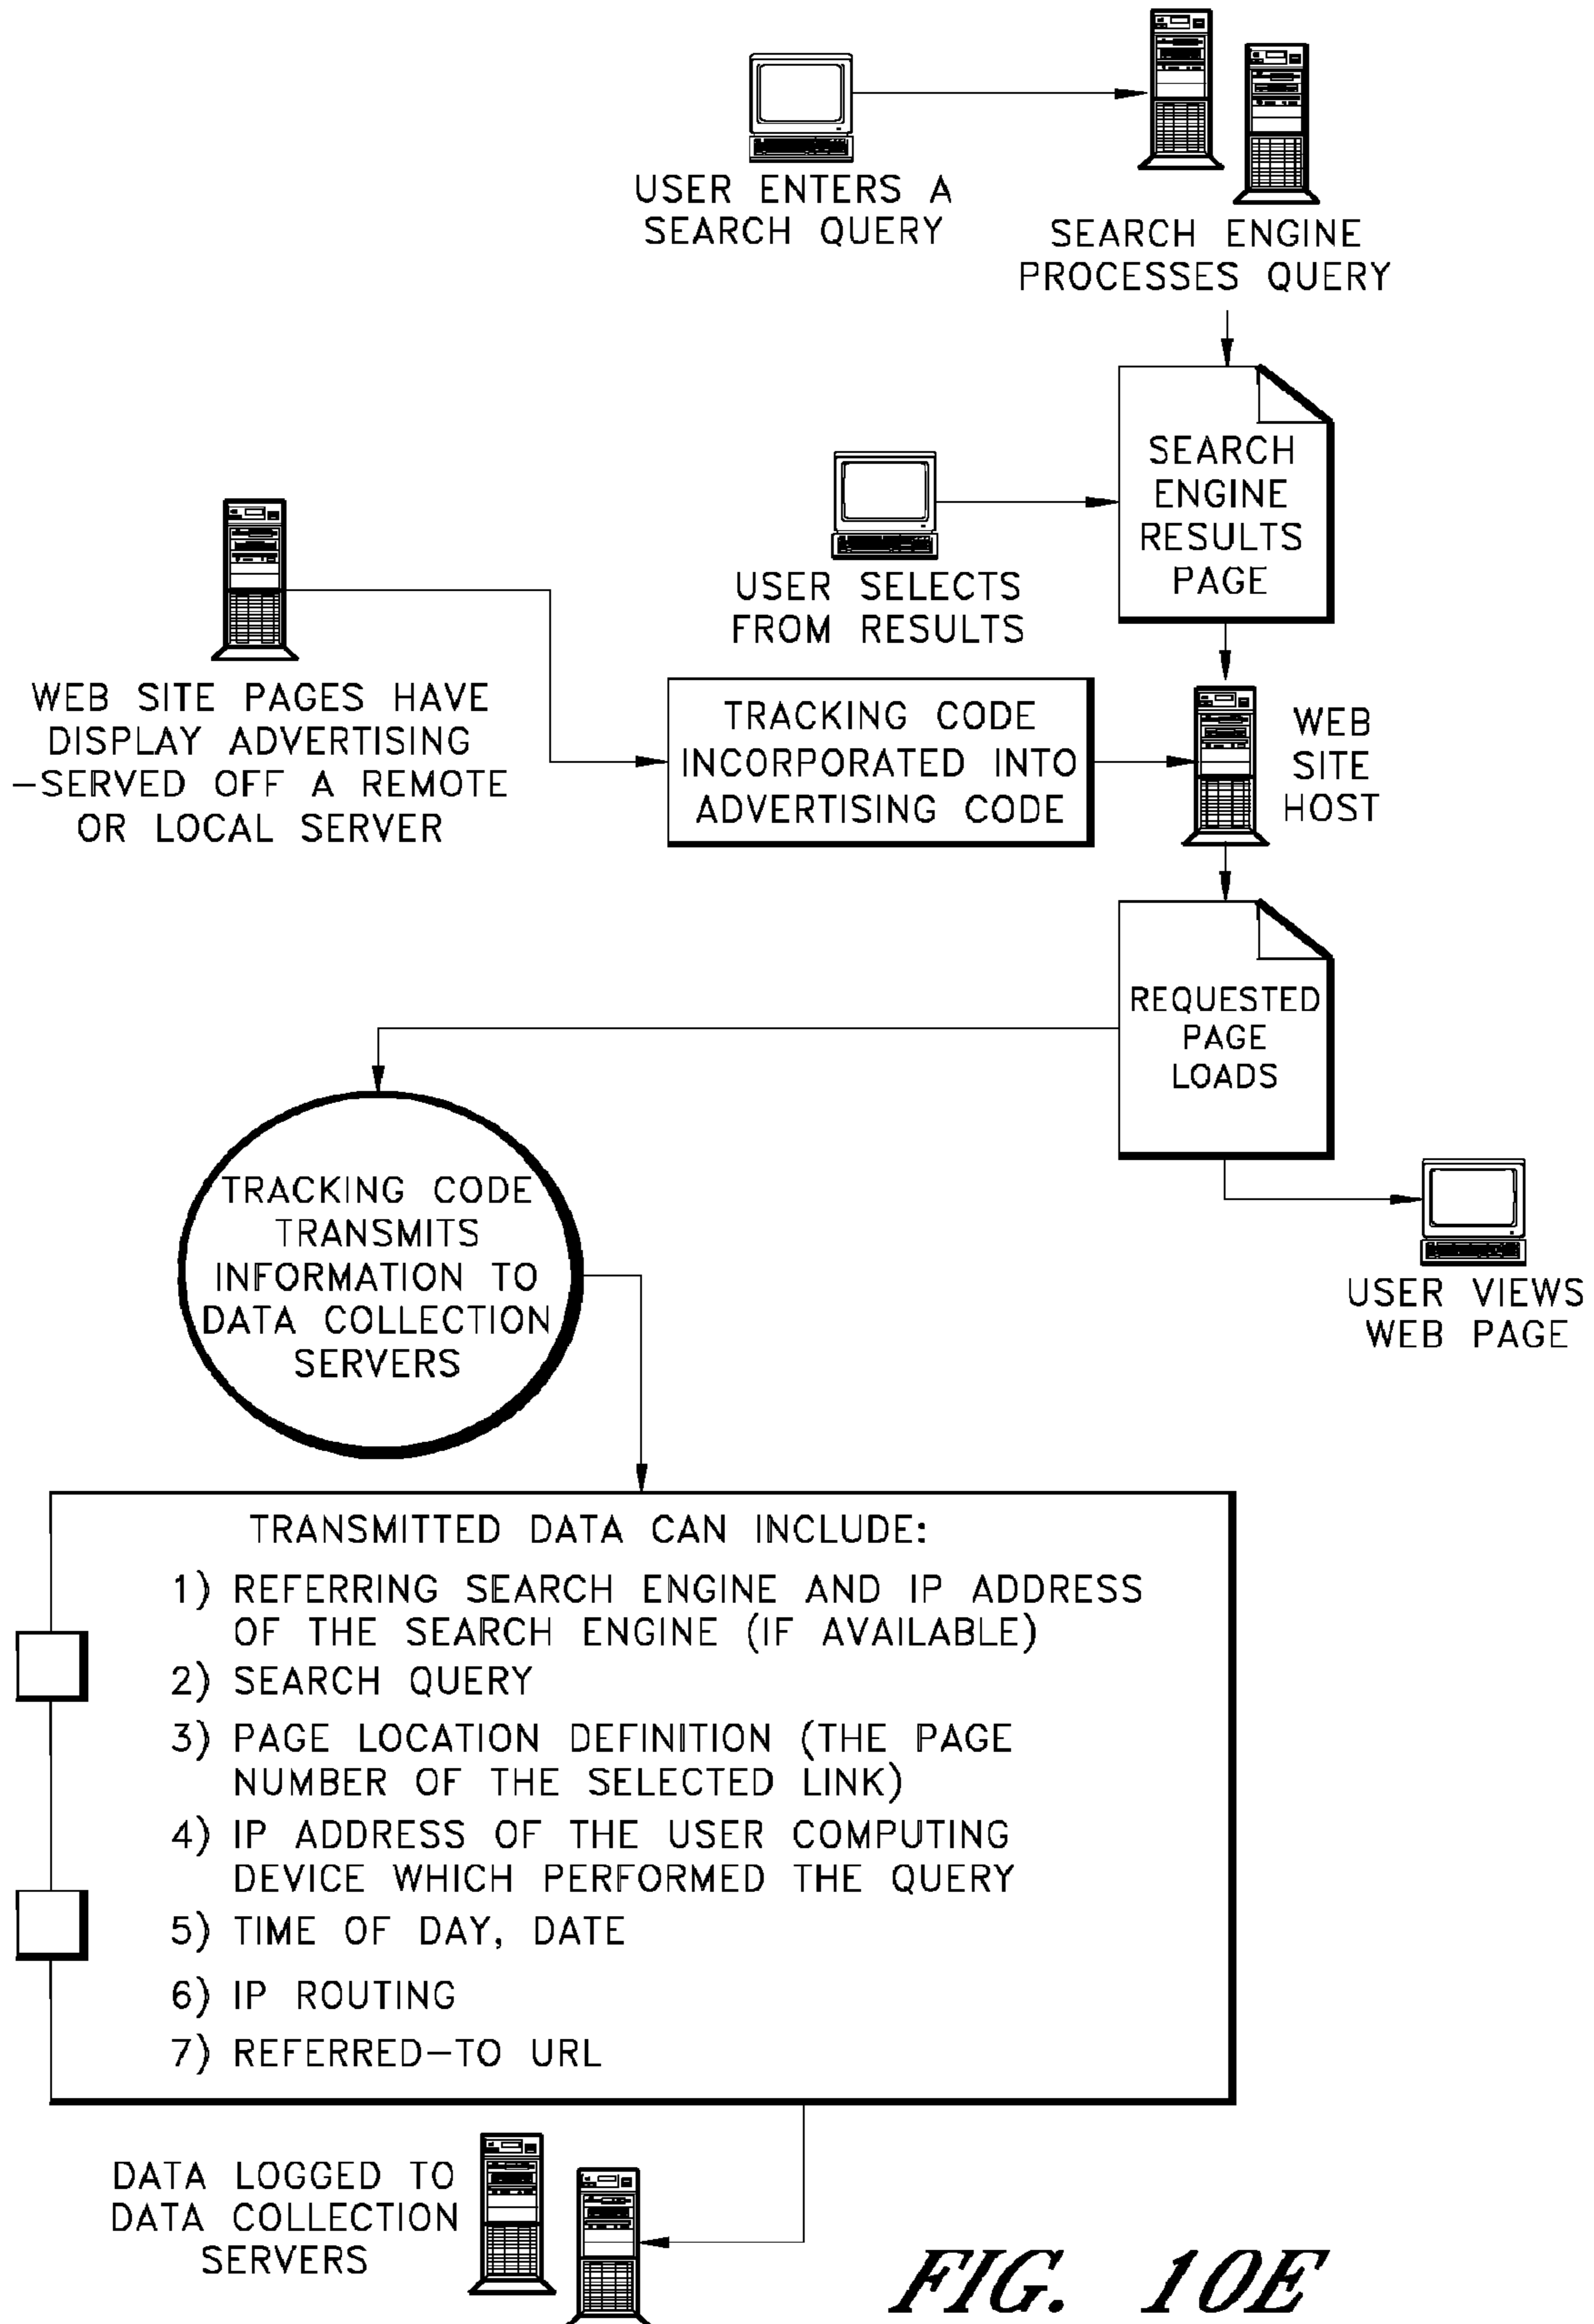 USER ENTERS A
SEARCH QUERY
SEARCH ENGINE
PROCESSES QUERY
SEARCH
ENGINE
RESULTS
PAGE
USER SELECTS
FROM RESULTS
WEB SITE PAGES HAVE
DISPLAY ADVERTISING
-SERVED OFF A REMOTE
OR LOCAL SERVER
TRACKING CODE
INCORPORATED INTO
ADVERTISING CODE
WEB
SITE
HOST
REQUESTED
PAGE
LOADS
TRACKING CODE
TRANSMITS
INFORMATION TO
DATA COLLECTION
SERVERS
USER VIEWS
WEB PAGE
TRANSMITTED DATA CAN INCLUDE:
1) REFERRING SEARCH ENGINE AND IP ADDRESS
OF THE SEARCH ENGINE (IF AVAILABLE)
2) SEARCH QUERY
3) PAGE LOCATION DEFINITION (THE PAGE
NUMBER OF THE SELECTED LINK)
4) IP ADDRESS OF THE USER COMPUTING
DEVICE WHICH PERFORMED THE QUERY
5) TIME OF DAY, DATE
6) IP ROUTING
7) REFERRED-TO URL
DATA LOGGED TO
DATA COLLECTION
SERVERS
FIG. 10E